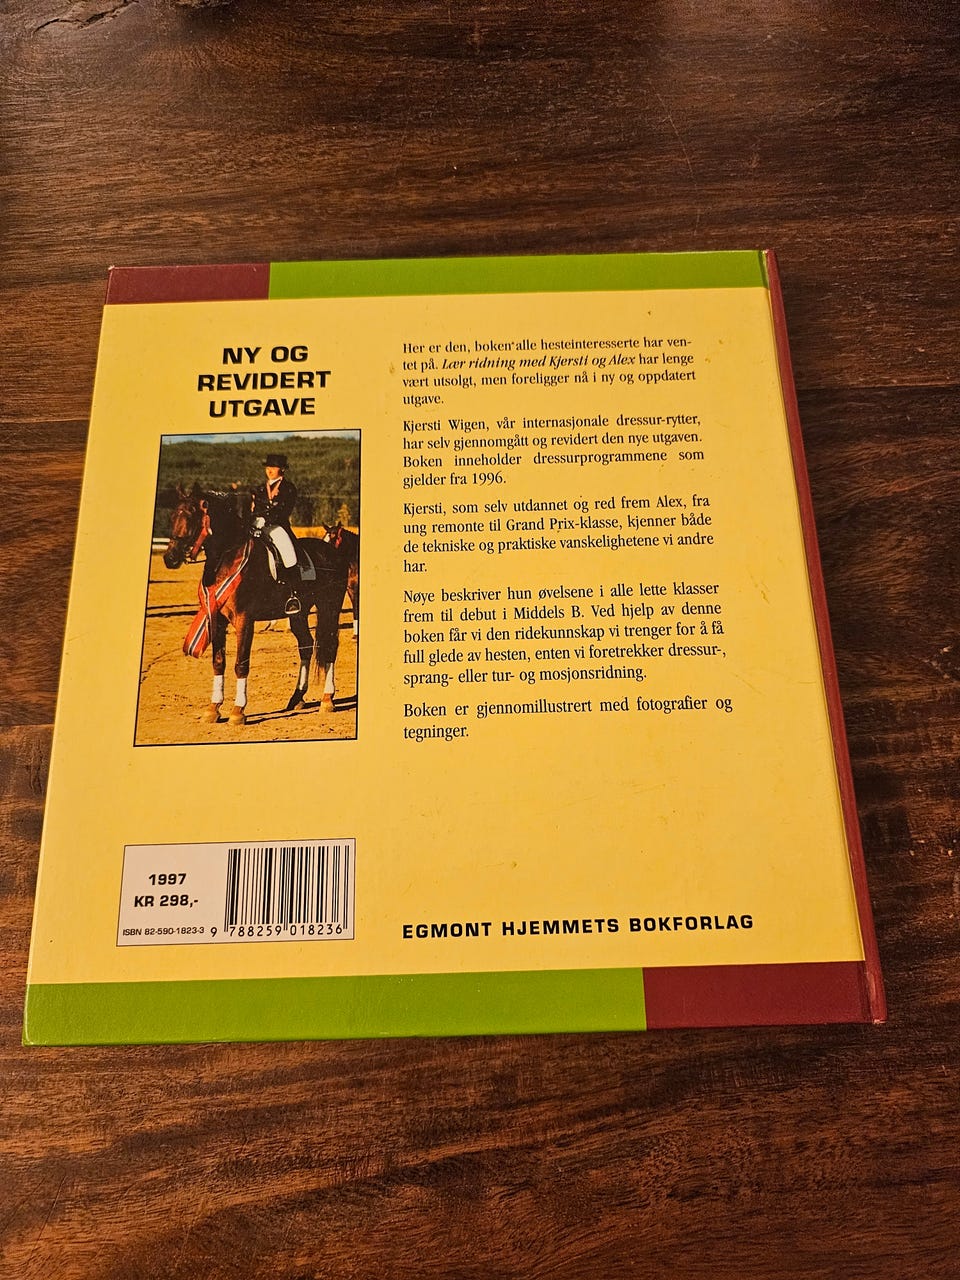 NY OG
REVIDERT
UTGAVE
Her er den, boken alle hesteinteresserte har ven-
tet på. Lær ridning med Kjersti og Alex har lenge
vært utsolgt, men foreligger nå i ny og oppdatert
utgave.
Kjersti Wigen, vår internasjonale dressur-rytter,
har selv gjennomgått og revidert den nye utgaven.
Boken inneholder dressurprogrammene som
gjelder fra 1996.
Kjersti, som selv utdannet og red frem Alex, fra
ung remonte til Grand Prix-klasse, kjenner både
de tekniske og praktiske vanskelighetene vi andre
har.
Nøye beskriver hun øvelsene i alle lette klasser
frem til debut i Middels B. Ved hjelp av denne
boken får vi den ridekunnskap vi trenger for å få
full glede av hesten, enten vi foretrekker dressur-,
sprang- eller tur- og mosjonsridning.
Boken er gjennomillustrert med fotografier og
tegninger.
1997
KR 298,-
ISBN 82-590-1823-3
9 788259 018236
EGMONT HJEMMETS BOKFORLAG